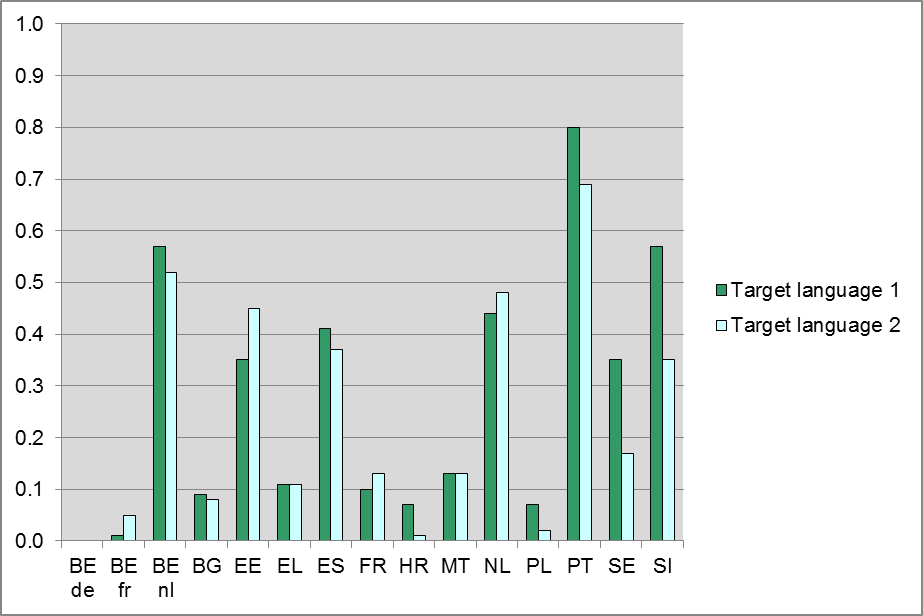 1.0
0.9
0.8
0.7
0.6
0.5
0.4
0.3
0.2
0.1
0.0
BE BE BE BG EE EL ES FR HR MT NL PL PT SE SI
de fr nl
Target language 1
Target language 2